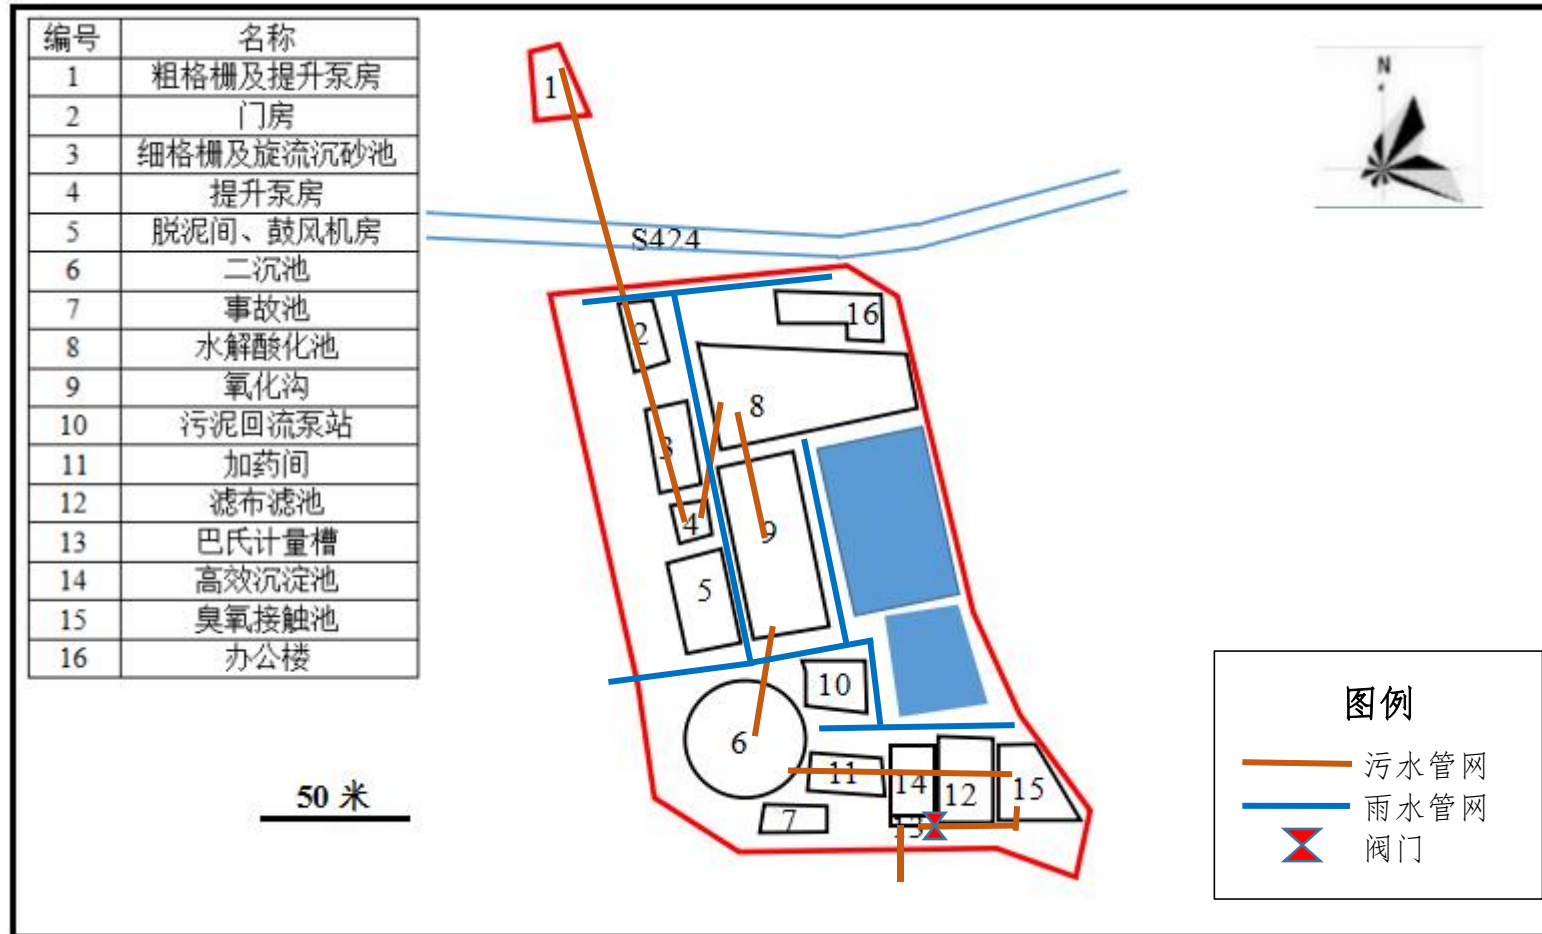 编号 名称
1 粗格栅及提升泵房
2 门房
3 细格栅及旋流沉砂池
4 提升泵房
5 脱泥间、鼓风机房
6 二沉池
7 事故池
8 水解酸化池
9 氧化沟
10 污泥回流泵站
11 加药间
12 滤布滤池
13 巴氏计量槽
14 高效沉淀池
15 臭氧接触池
16 办公楼
1
N
S424
16
2
8
3
4
9
5
10
6
11
14
12
15
7
13
50 米
图例
污水管网
雨水管网
阀门